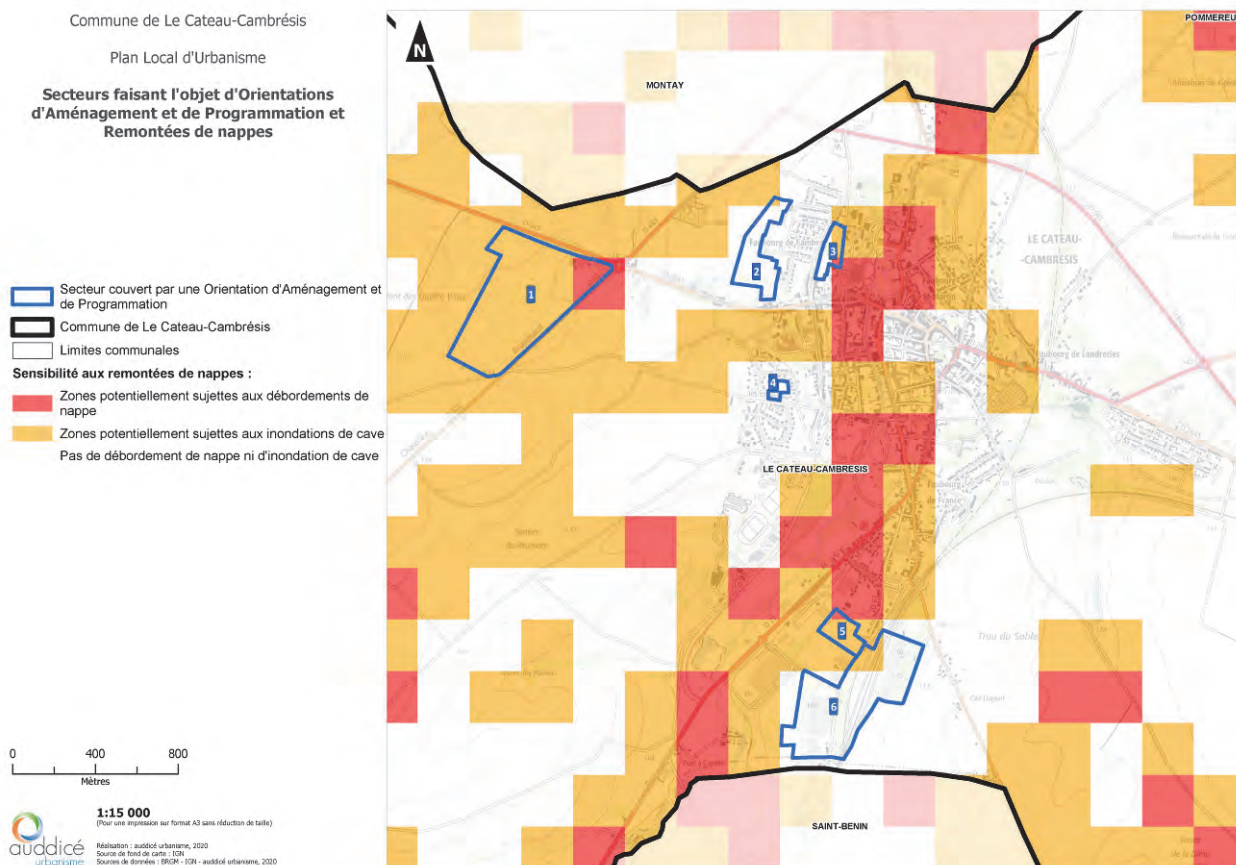 Commune de Le Cateau-Cambrésis
Plan Local d'Urbanisme
Secteurs faisant l'objet d'Orientations
d'Aménagement et de Programmation et
Remontées de nappes
Secteur couvert par une Orientation d'Aménagement et
de Programmation
Commune de Le Cateau-Cambrésis
Limites communales
Sensibilité aux remontées de nappes :
Zones potentiellement sujettes aux débordements de
nappe
Zones potentiellement sujettes aux inondations de cave
Pas de débordement de nappe ni d'inondation de cave
0 400 800
Mètres
1:15 000
(Pour une impression sur format A3 sans réduction de taille)
auddicé
urbanisme
Réalisation : auddicé urbanisme, 2020
Source de fond de carte : IGN
Sources de données : BRGM - IGN - auddicé urbanisme, 2020
N
POMMEREU
MONTAY
LE CATEAU-
-CAMBRÉSIS
1
2
3
4
Faubourg de Landrecies
LE CATEAU-CAMBRESIS
Faubourg
de France
5
6
Trou du Sable
SAINT-BENIN